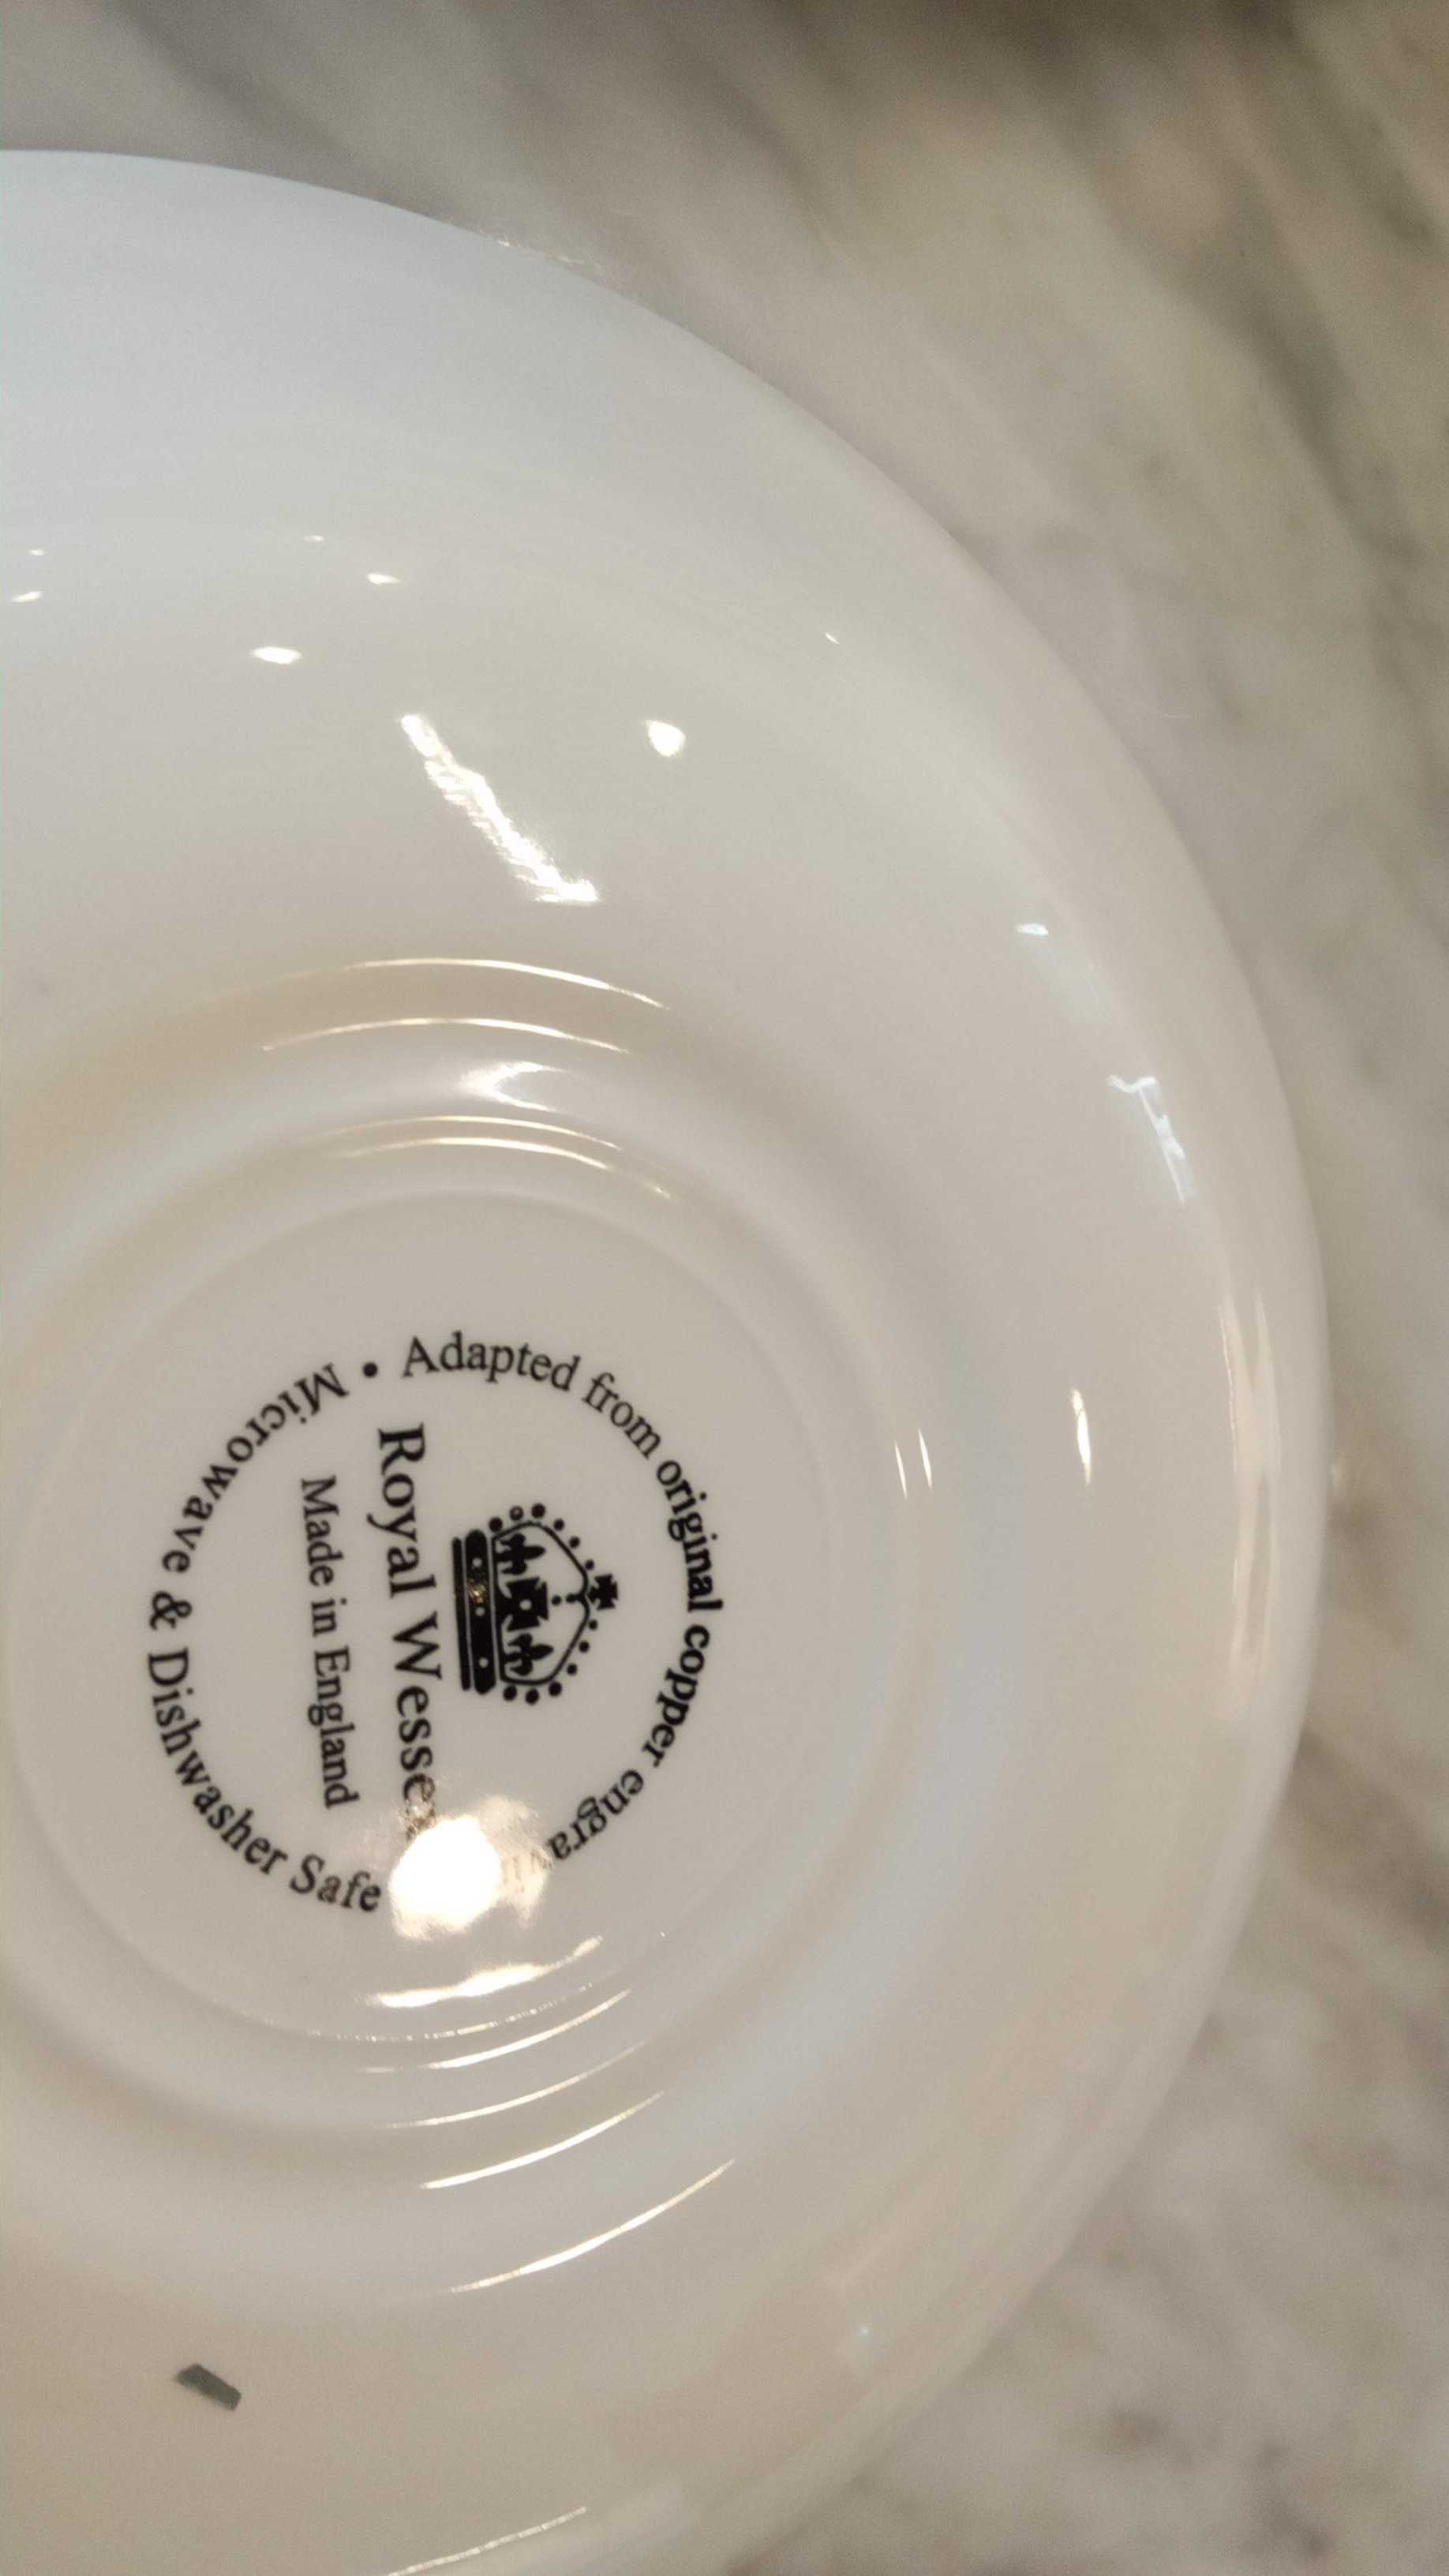 Adapted from original copper engra
Royal Wesse
Made in England
• Microwave & Dishwasher Safe